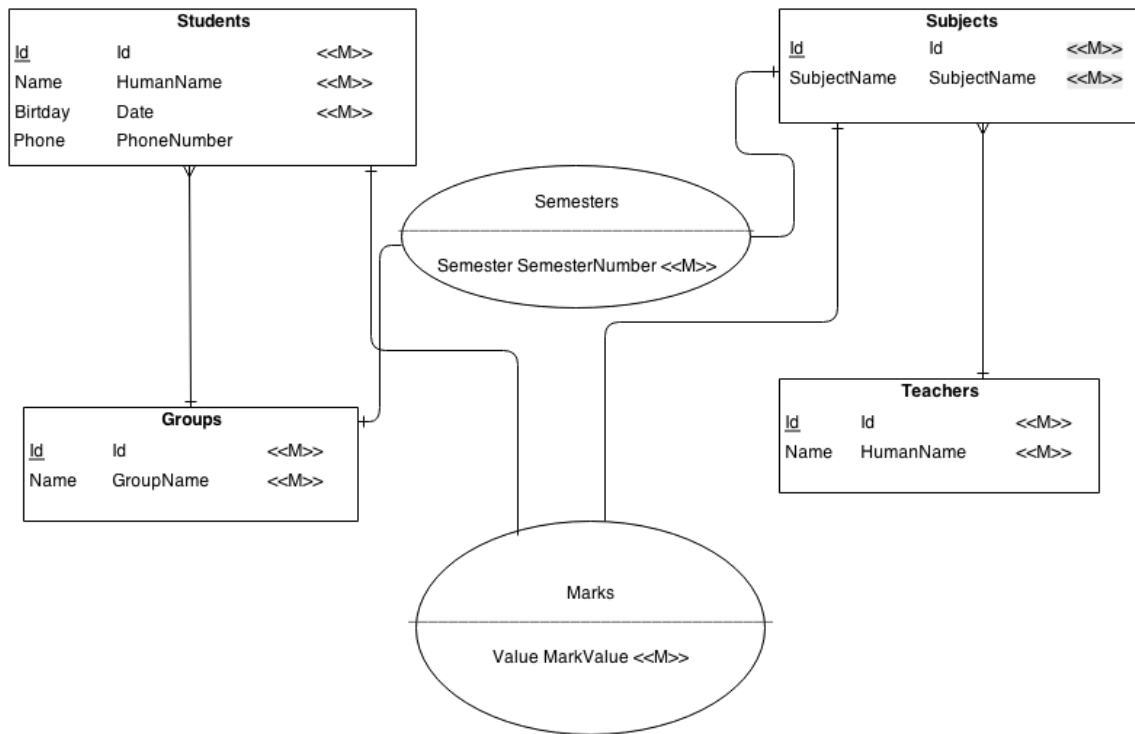 Students
Id Id <<M>>
Name HumanName <<M>>
Birtday Date <<M>>
Phone PhoneNumber
Subjects
Id Id <<M>>
SubjectName SubjectName <<M>>
Semesters
Semester SemesterNumber <<M>>
Groups
Id Id <<M>>
Name GroupName <<M>>
Teachers
Id Id <<M>>
Name HumanName <<M>>
Marks
Value MarkValue <<M>>